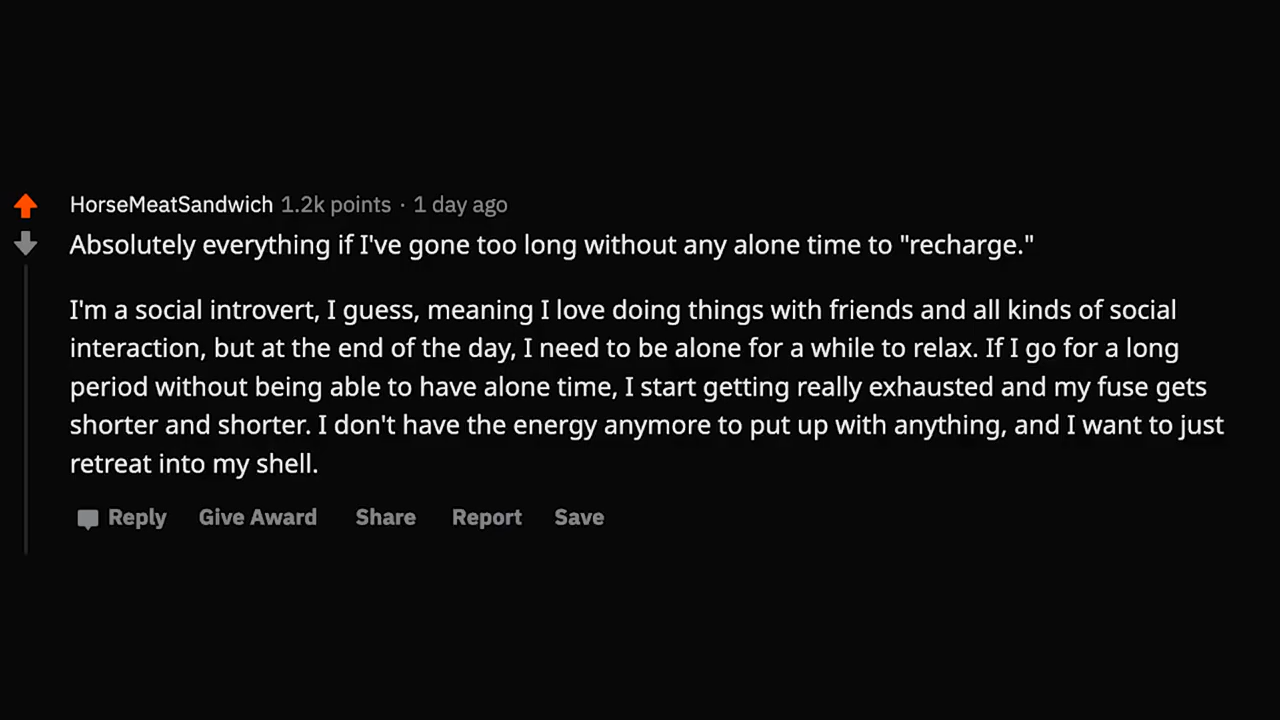 HorseMeatSandwich 1.2k points · 1 day ago
Absolutely everything if I've gone too long without any alone time to "recharge."
I'm a social introvert, I guess, meaning I love doing things with friends and all kinds of social
interaction, but at the end of the day, I need to be alone for a while to relax. If I go for a long
period without being able to have alone time, I start getting really exhausted and my fuse gets
shorter and shorter. I don't have the energy anymore to put up with anything, and I want to just
retreat into my shell.
Reply Give Award Share Report Save